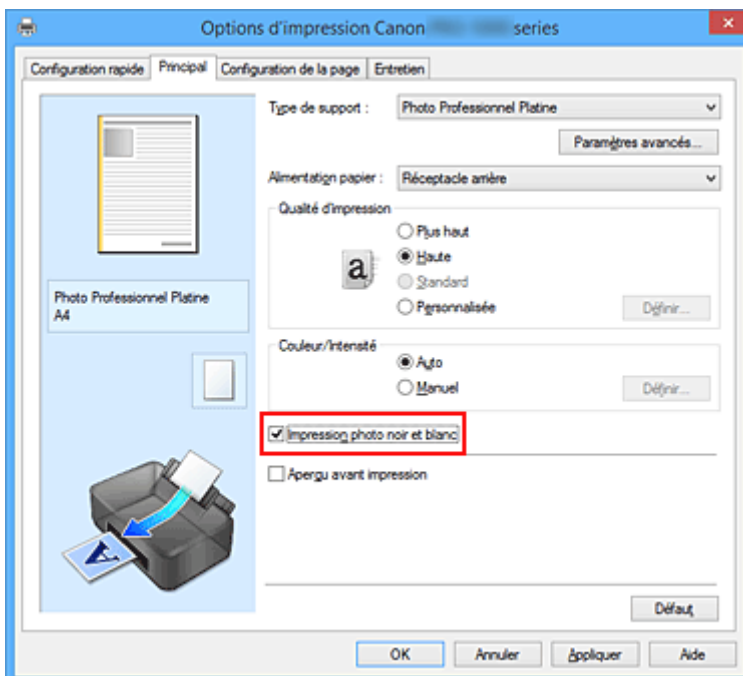 Options d'impression Canon series
Configuration rapide Principal Configuration de la page Entretien
Type de support : Photo Professionnel Platine
Paramètres avancés...
Alimentation papier : Réceptacle arrière
Qualité d'impression
Plus haut
Haute
Standard
Personnalisée Définir...
a
Photo Professionnel Platine
A4
Couleur/Intensité
Auto
Manuel Définir...
Impression photo noir et blanc
Aperçu avant impression
A
Défaut
OK Annuler Appliquer Aide